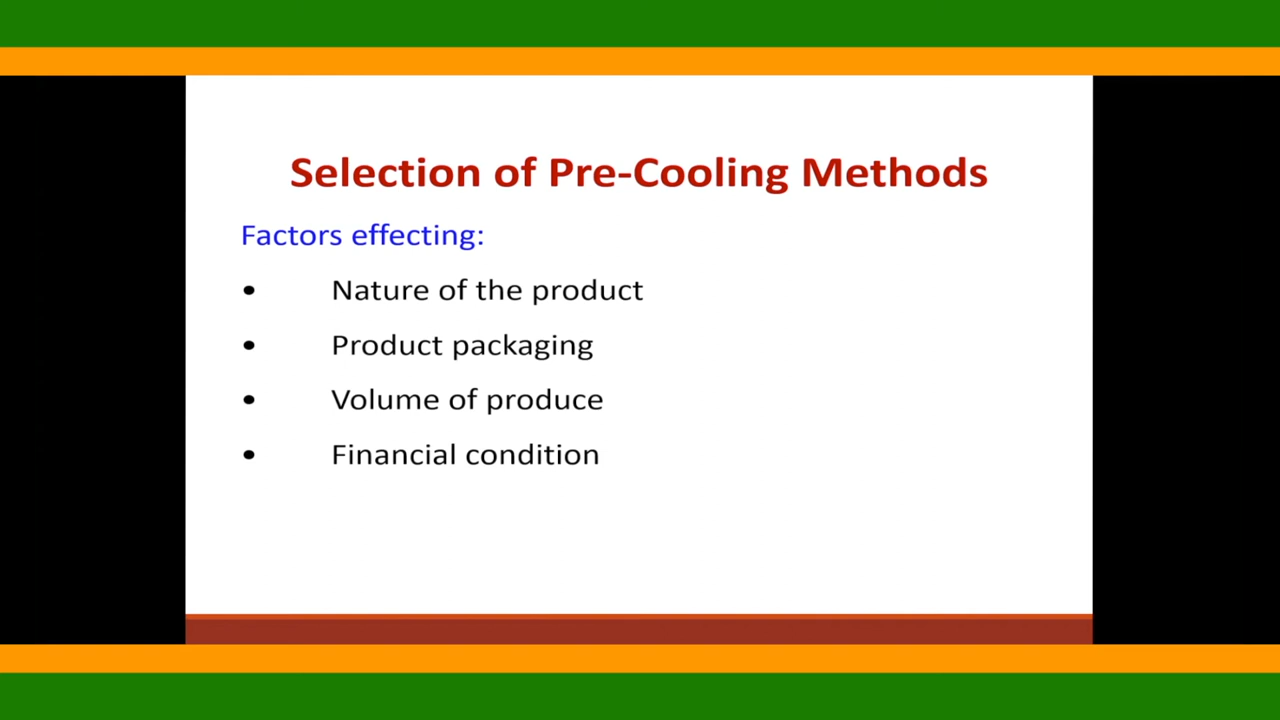 Selection of Pre-Cooling Methods
Factors effecting:
• Nature of the product
• Product packaging
• Volume of produce
• Financial condition